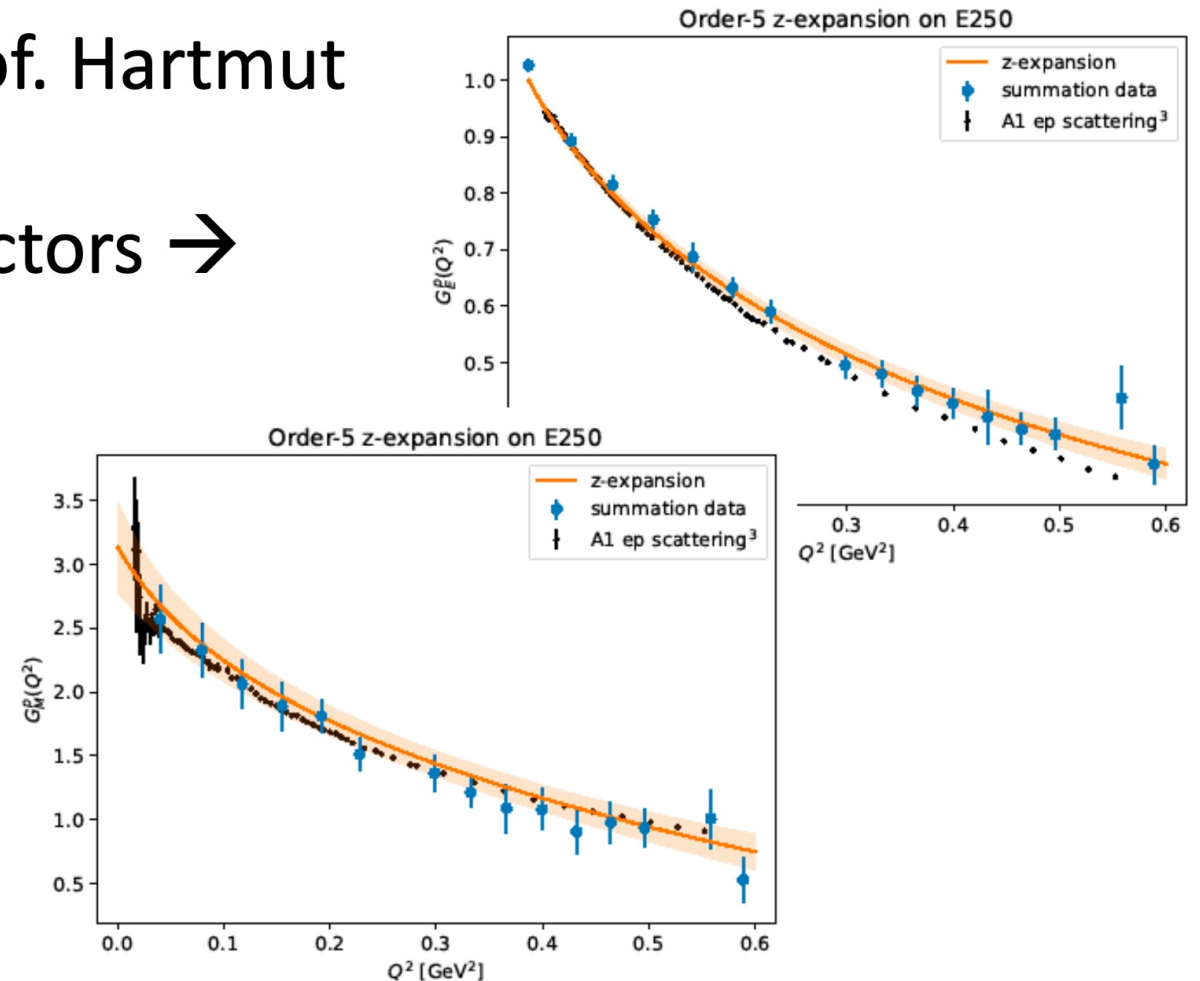 of. Hartmut
ctors →
Order-5 z-expansion on E250
z-expansion
summation data
A1 ep scattering³
1.0
0.9
0.8
0.7
0.6
0.5
G_E^p(Q²)
0.3 0.4 0.5 0.6
Q² [GeV²]
Order-5 z-expansion on E250
z-expansion
summation data
A1 ep scattering³
3.5
3.0
2.5
2.0
1.5
1.0
0.5
G_M^p(Q²)
0.0 0.1 0.2 0.3 0.4 0.5 0.6
Q² [GeV²]